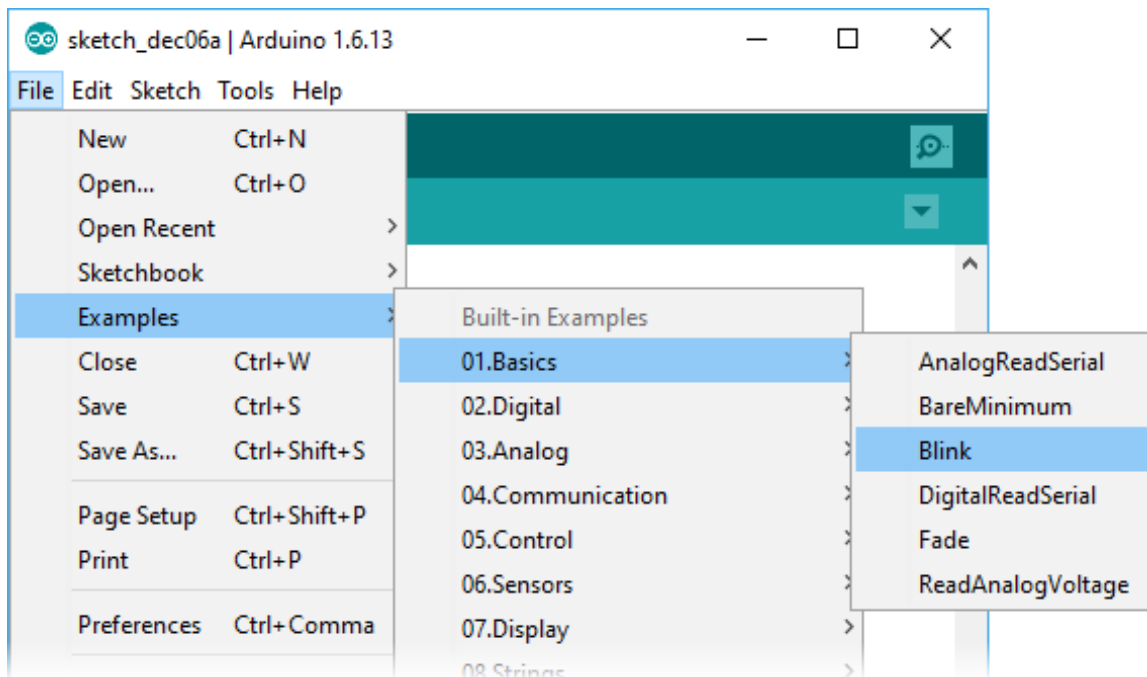 sketch_dec06a | Arduino 1.6.13
File Edit Sketch Tools Help
New Ctrl+N
Open... Ctrl+O
Open Recent
Sketchbook
Examples
Close Ctrl+W
Save Ctrl+S
Save As... Ctrl+Shift+S
Page Setup Ctrl+Shift+P
Print Ctrl+P
Preferences Ctrl+Comma
Built-in Examples
01.Basics
02.Digital
03.Analog
04.Communication
05.Control
06.Sensors
07.Display
08.Strings
AnalogReadSerial
BareMinimum
Blink
DigitalReadSerial
Fade
ReadAnalogVoltage